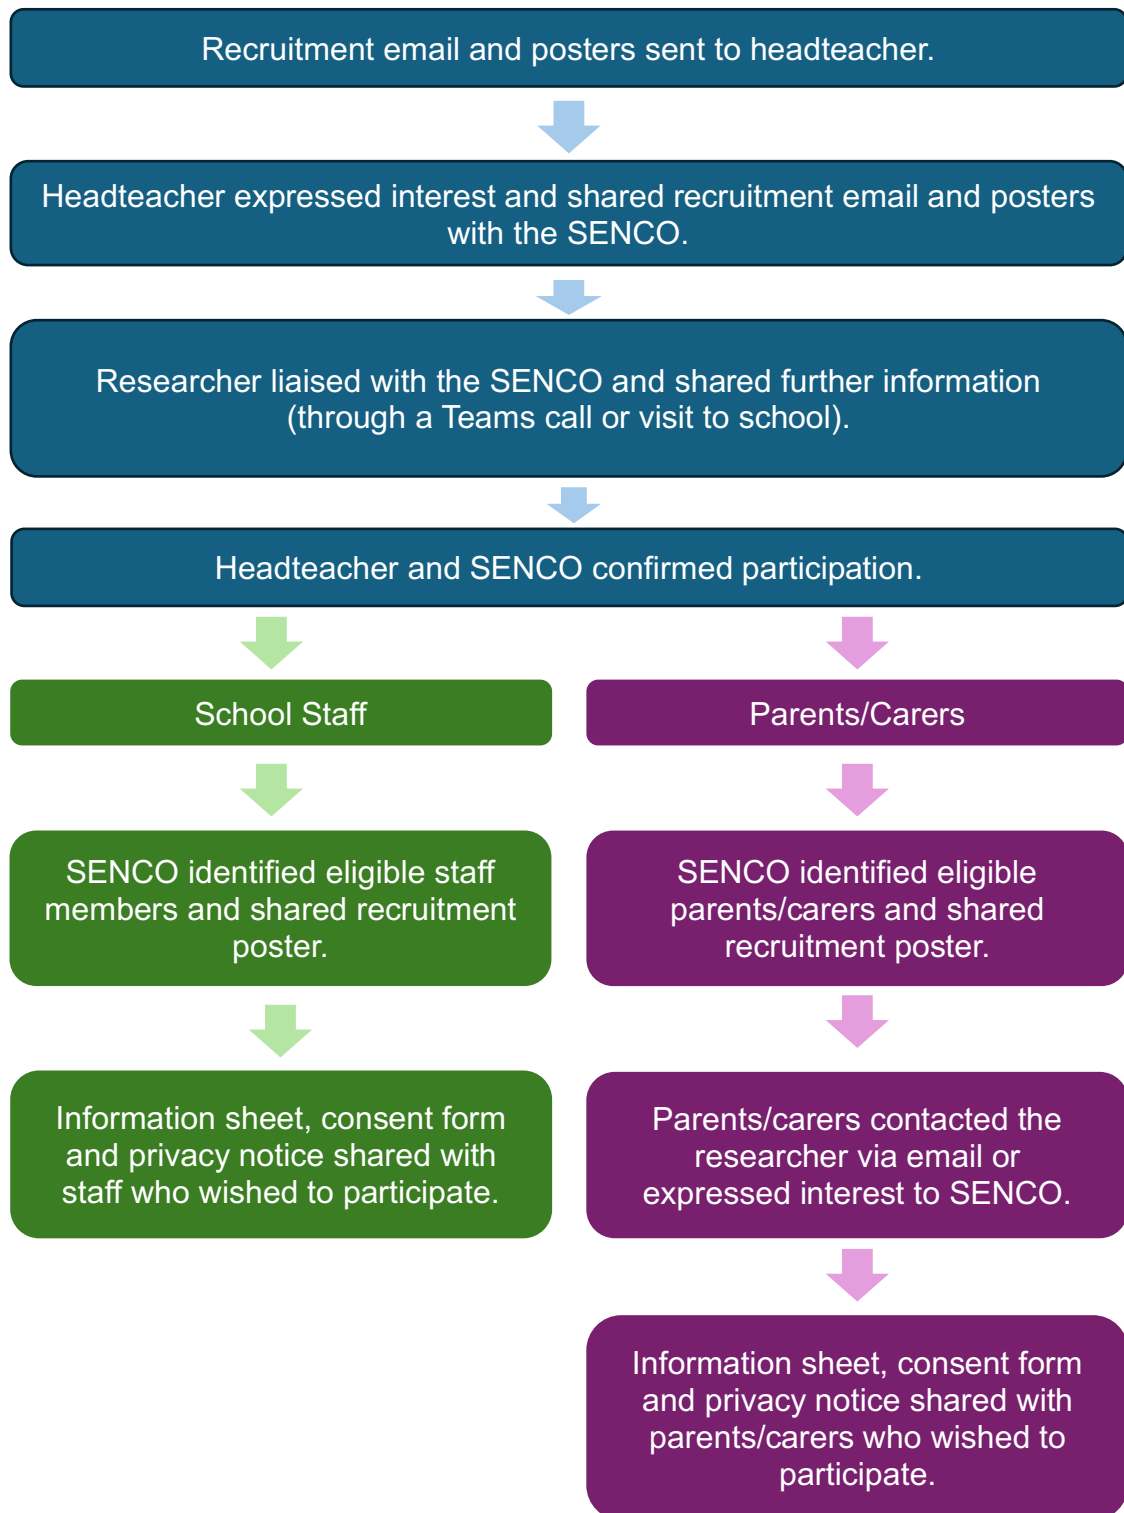 Recruitment email and posters sent to headteacher.
Headteacher expressed interest and shared recruitment email and posters
with the SENCO.
Researcher liaised with the SENCO and shared further information
(through a Teams call or visit to school).
Headteacher and SENCO confirmed participation.
School Staff
SENCO identified eligible staff
members and shared recruitment
poster.
Information sheet, consent form
and privacy notice shared with
staff who wished to participate.
Parents/Carers
SENCO identified eligible
parents/carers and shared
recruitment poster.
Parents/carers contacted the
researcher via email or
expressed interest to SENCO.
Information sheet, consent form
and privacy notice shared with
parents/carers who wished to
participate.